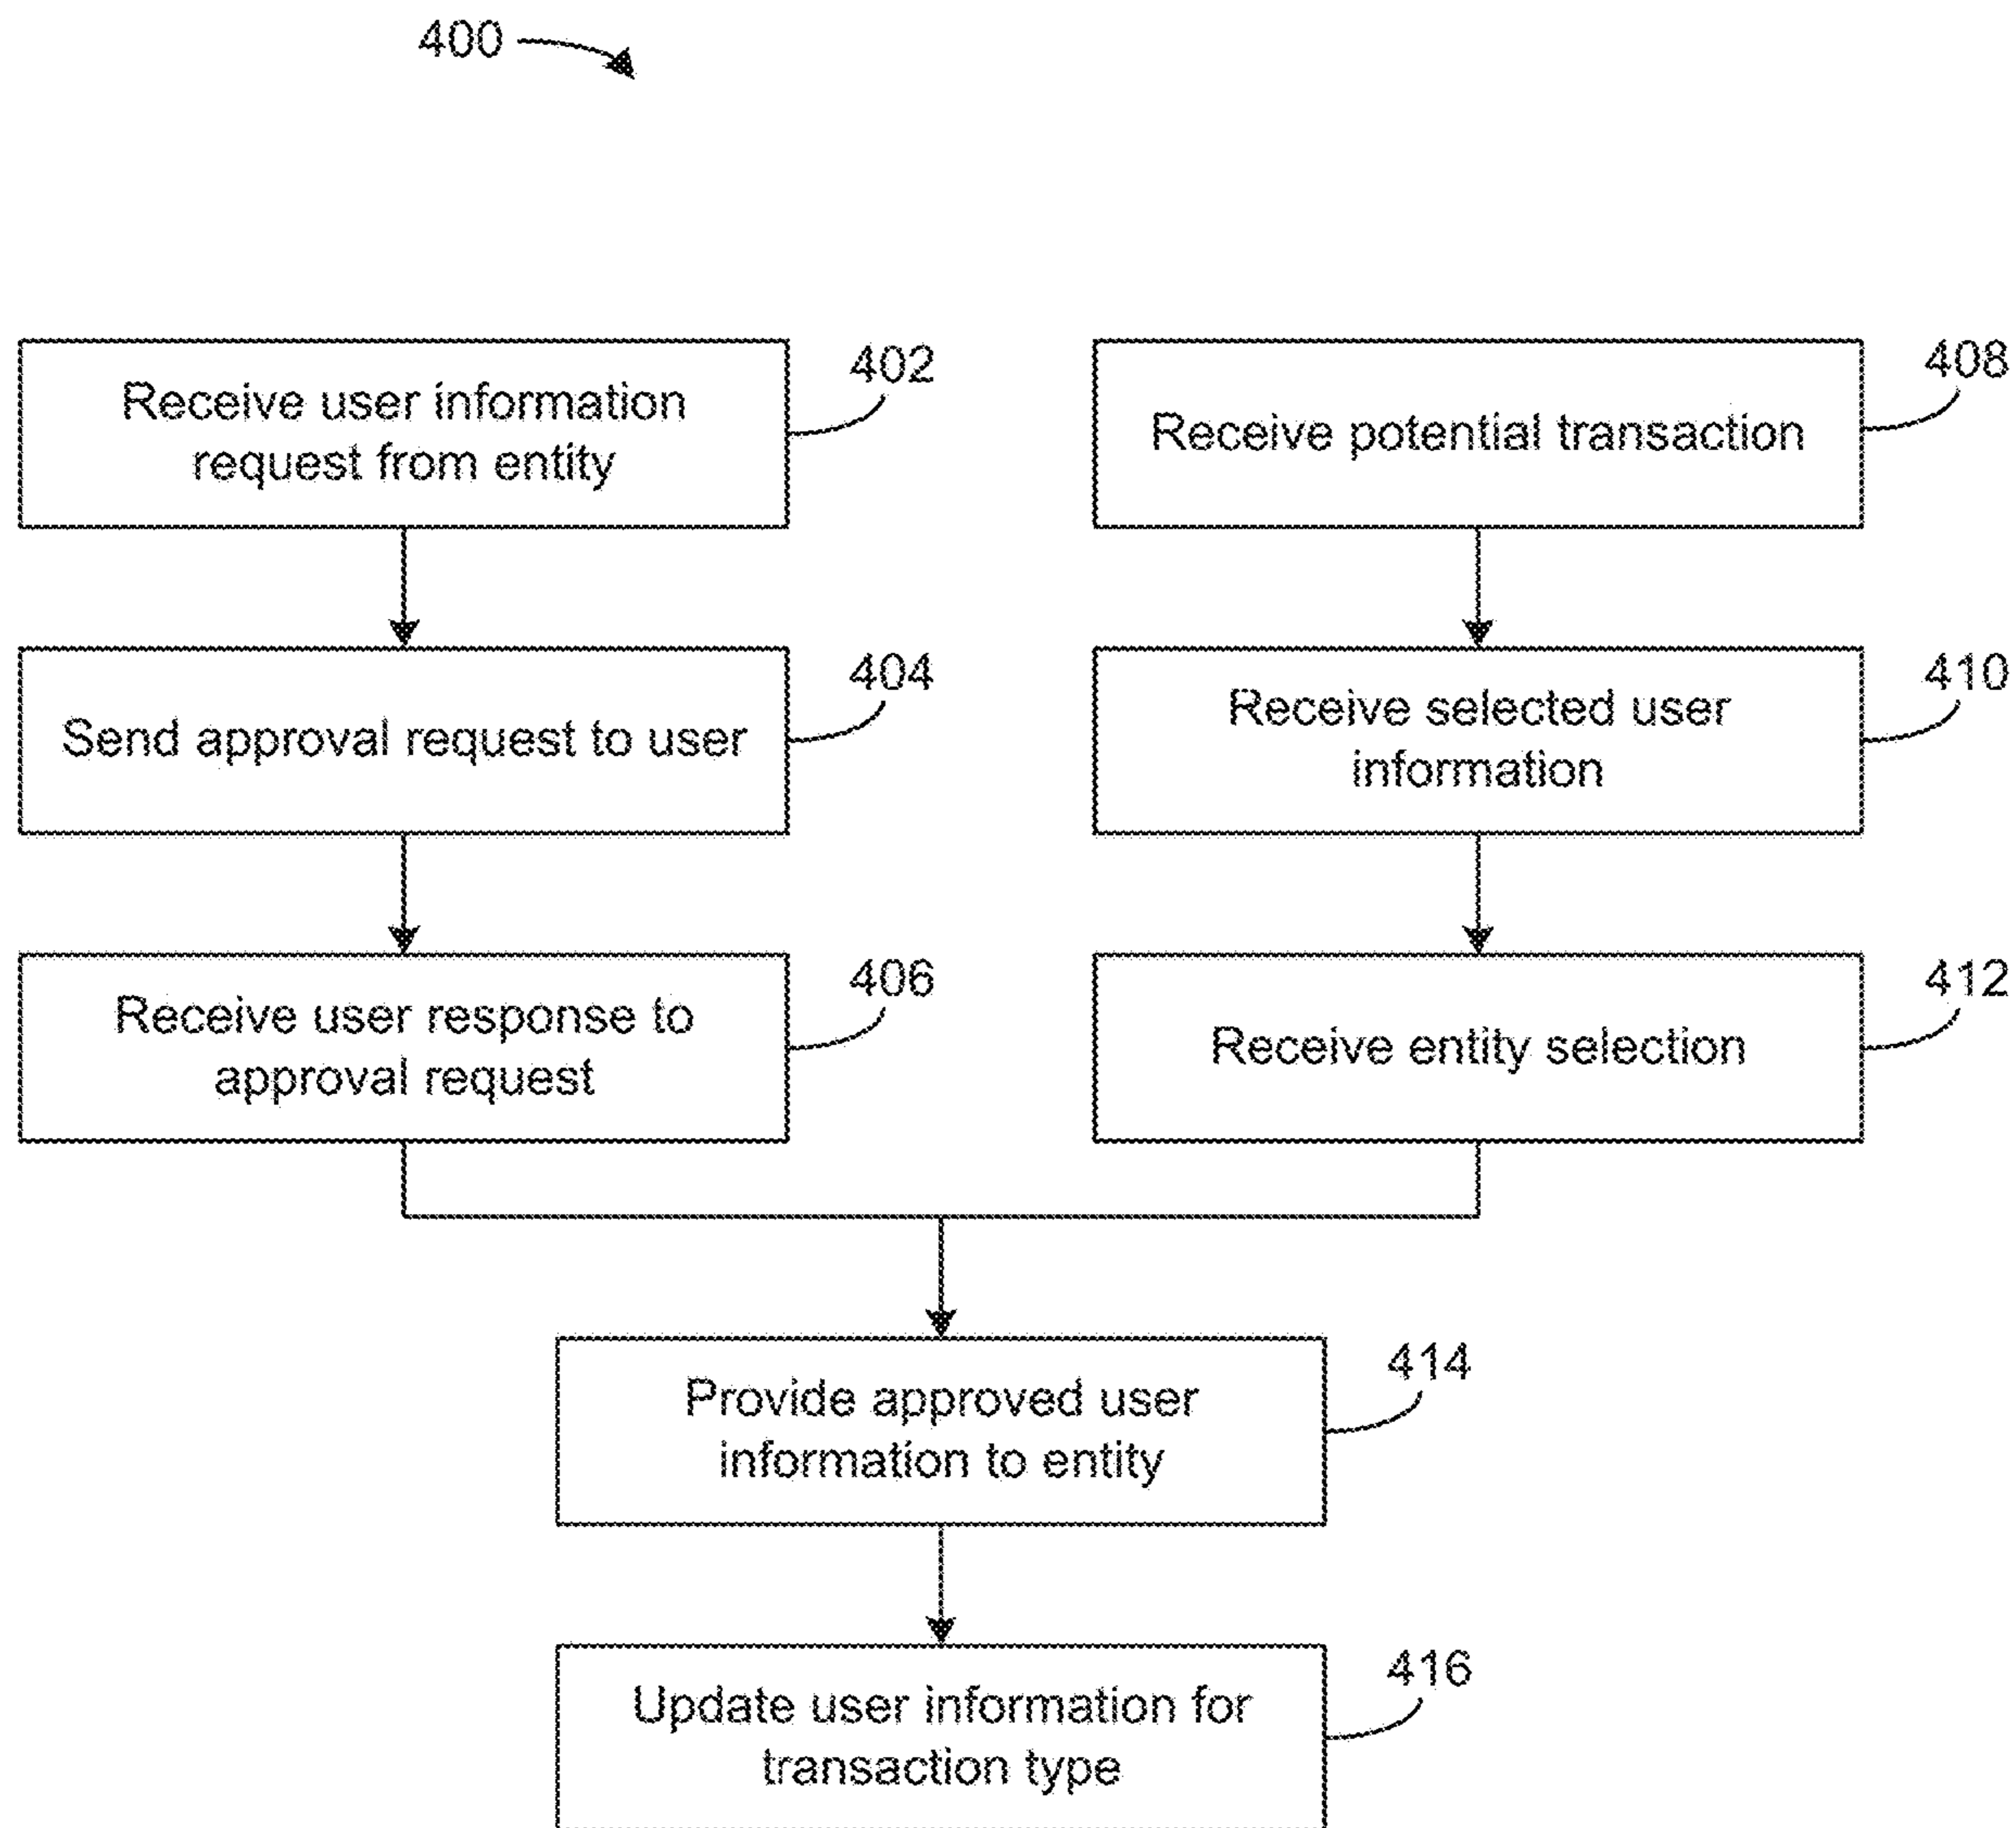 400
Receive user information
request from entity
402
Receive potential transaction
408
Send approval request to user
404
Receive selected user
information
410
Receive user response to
approval request
406
Receive entity selection
412
Provide approved user
information to entity
414
Update user information for
transaction type
416